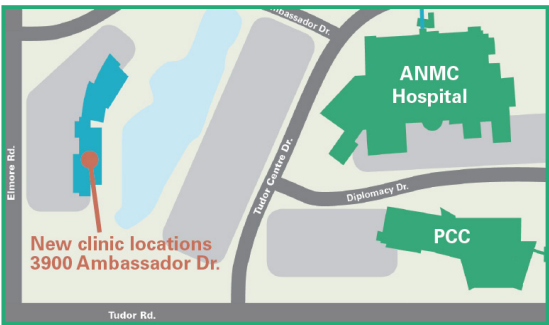 Ambassador Dr.
ANMC
Hospital
Elmore Rd.
Tudor Centre Dr.
Diplomacy Dr.
New clinic locations
3900 Ambassador Dr.
PCC
Tudor Rd.